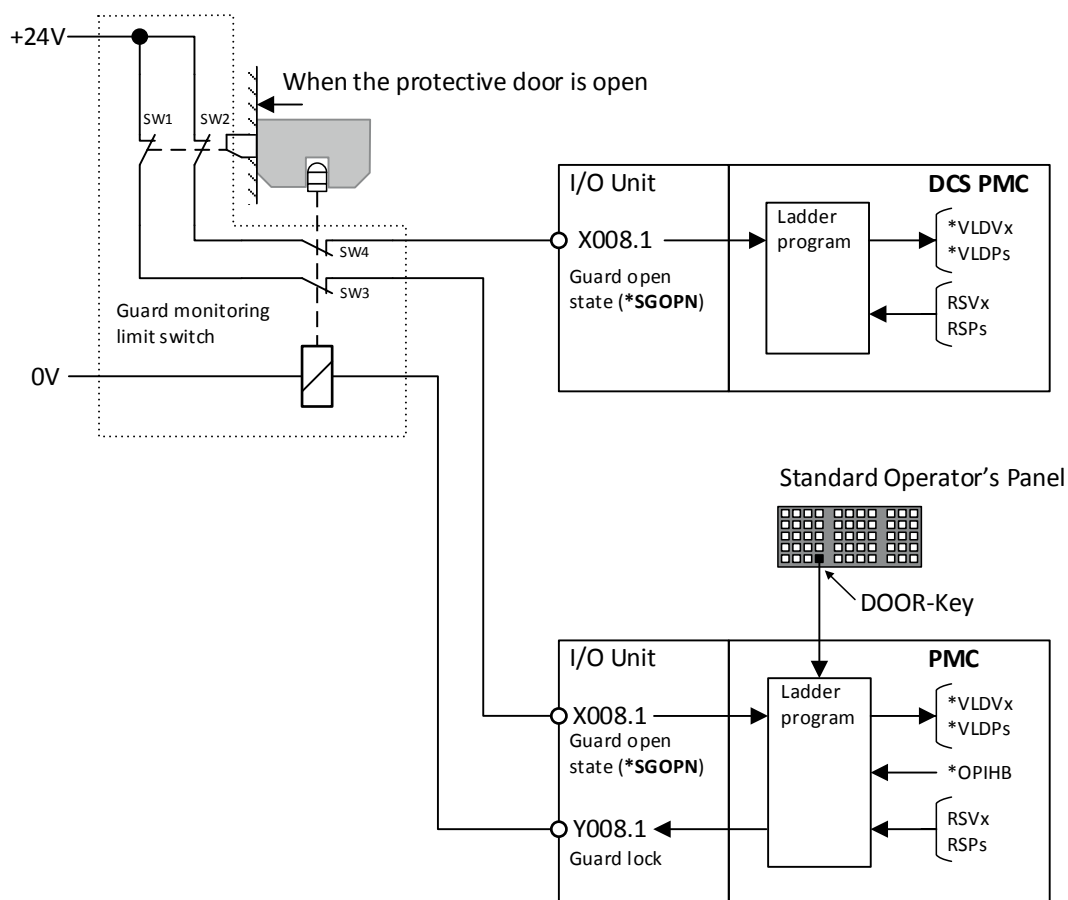 +24V
When the protective door is open
SW1
SW2
SW4
SW3
Guard monitoring
limit switch
0V
I/O Unit
DCS PMC
X008.1
Guard open
state (*SGOPN)
Ladder
program
*VLDVx
*VLDPs
RSVx
RSPs
Standard Operator's Panel
DOOR-Key
I/O Unit
PMC
X008.1
Guard open
state (*SGOPN)
Y008.1
Guard lock
Ladder
program
*VLDVx
*VLDPs
*OPIHB
RSVx
RSPs